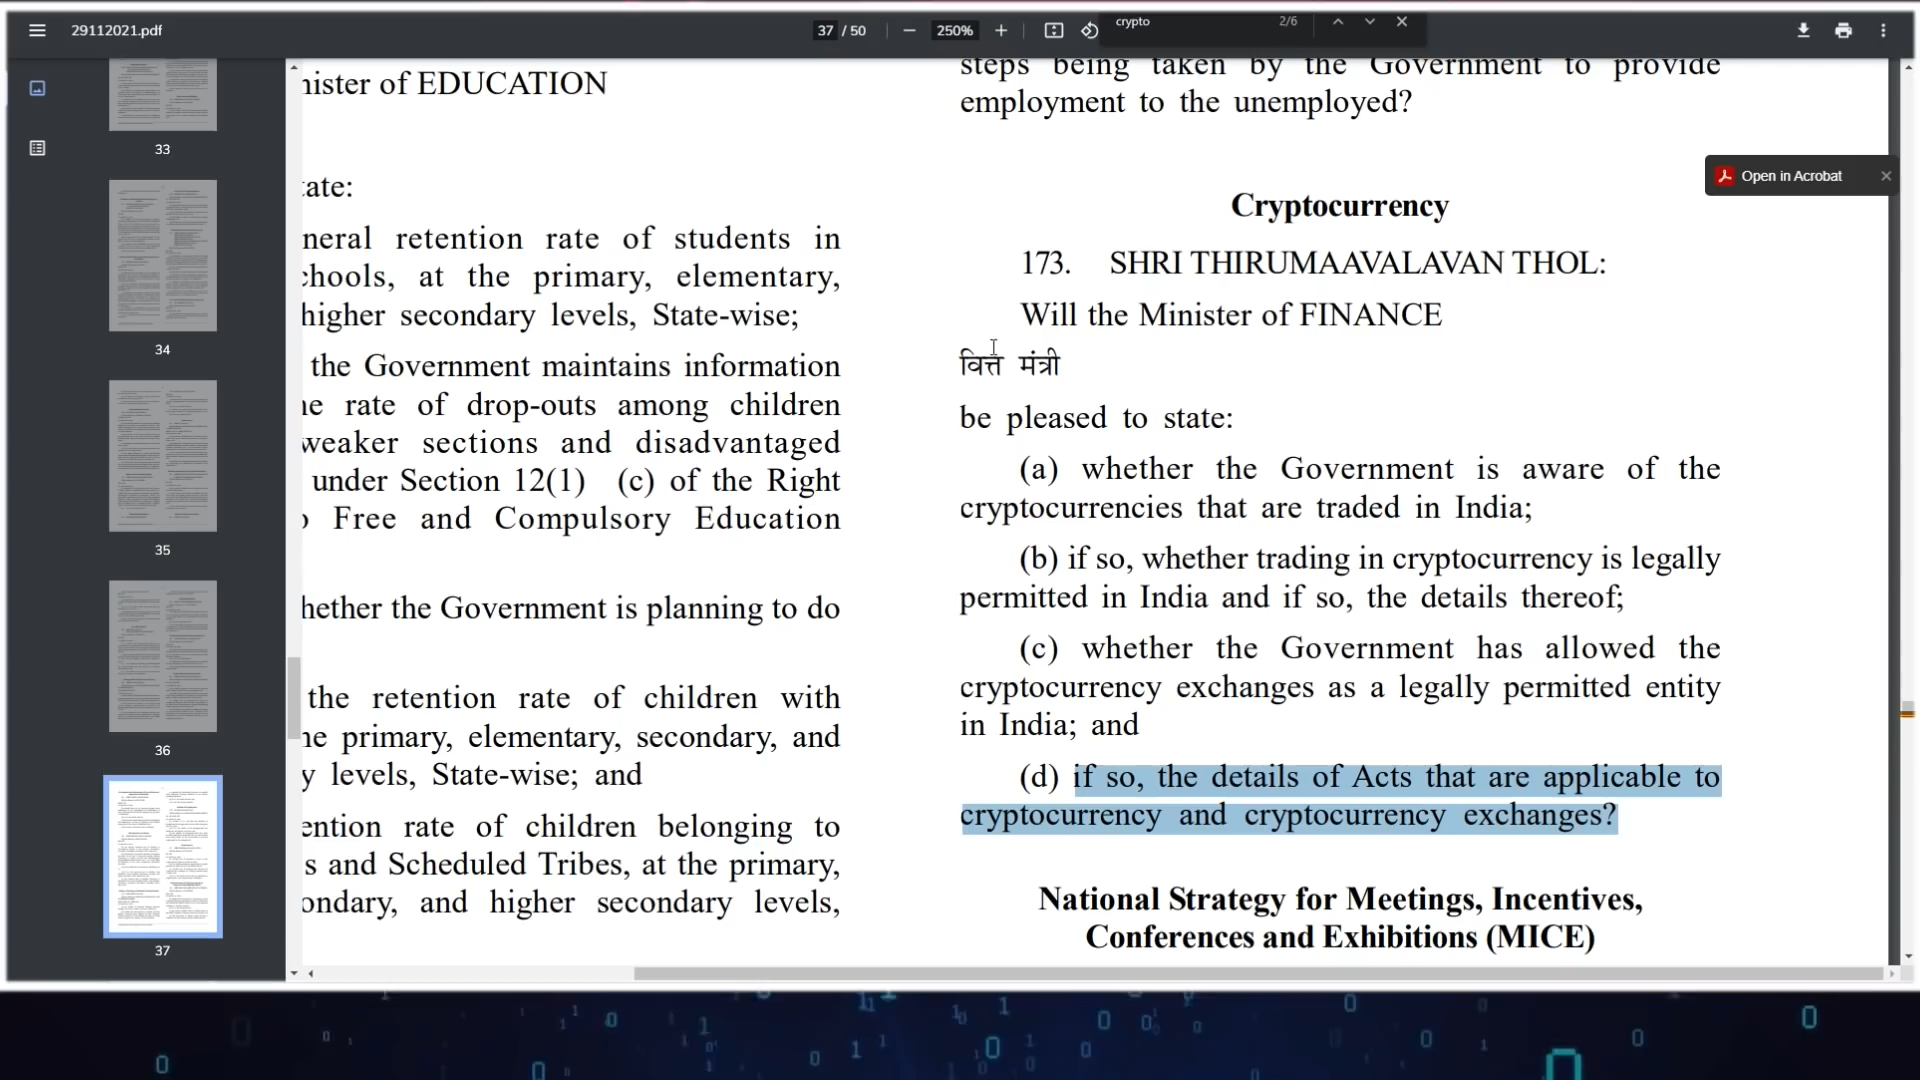 29112021.pdf
37 / 50
250%
crypto
2/6
33
34
35
36
37
nister of EDUCATION
tate:
neral retention rate of students in
chools, at the primary, elementary,
higher secondary levels, State-wise;
the Government maintains information
he rate of drop-outs among children
weaker sections and disadvantaged
under Section 12(1) (c) of the Right
o Free and Compulsory Education
hether the Government is planning to do
the retention rate of children with
he primary, elementary, secondary, and
y levels, State-wise; and
ention rate of children belonging to
s and Scheduled Tribes, at the primary,
ondary, and higher secondary levels,
steps being taken by the Government to provide
employment to the unemployed?
Open in Acrobat
Cryptocurrency
173. SHRI THIRUMAAVALAVAN THOL:
Will the Minister of FINANCE
वित्त मंत्री
be pleased to state:
(a) whether the Government is aware of the
cryptocurrencies that are traded in India;
(b) if so, whether trading in cryptocurrency is legally
permitted in India and if so, the details thereof;
(c) whether the Government has allowed the
cryptocurrency exchanges as a legally permitted entity
in India; and
(d) if so, the details of Acts that are applicable to
cryptocurrency and cryptocurrency exchanges?
National Strategy for Meetings, Incentives,
Conferences and Exhibitions (MICE)